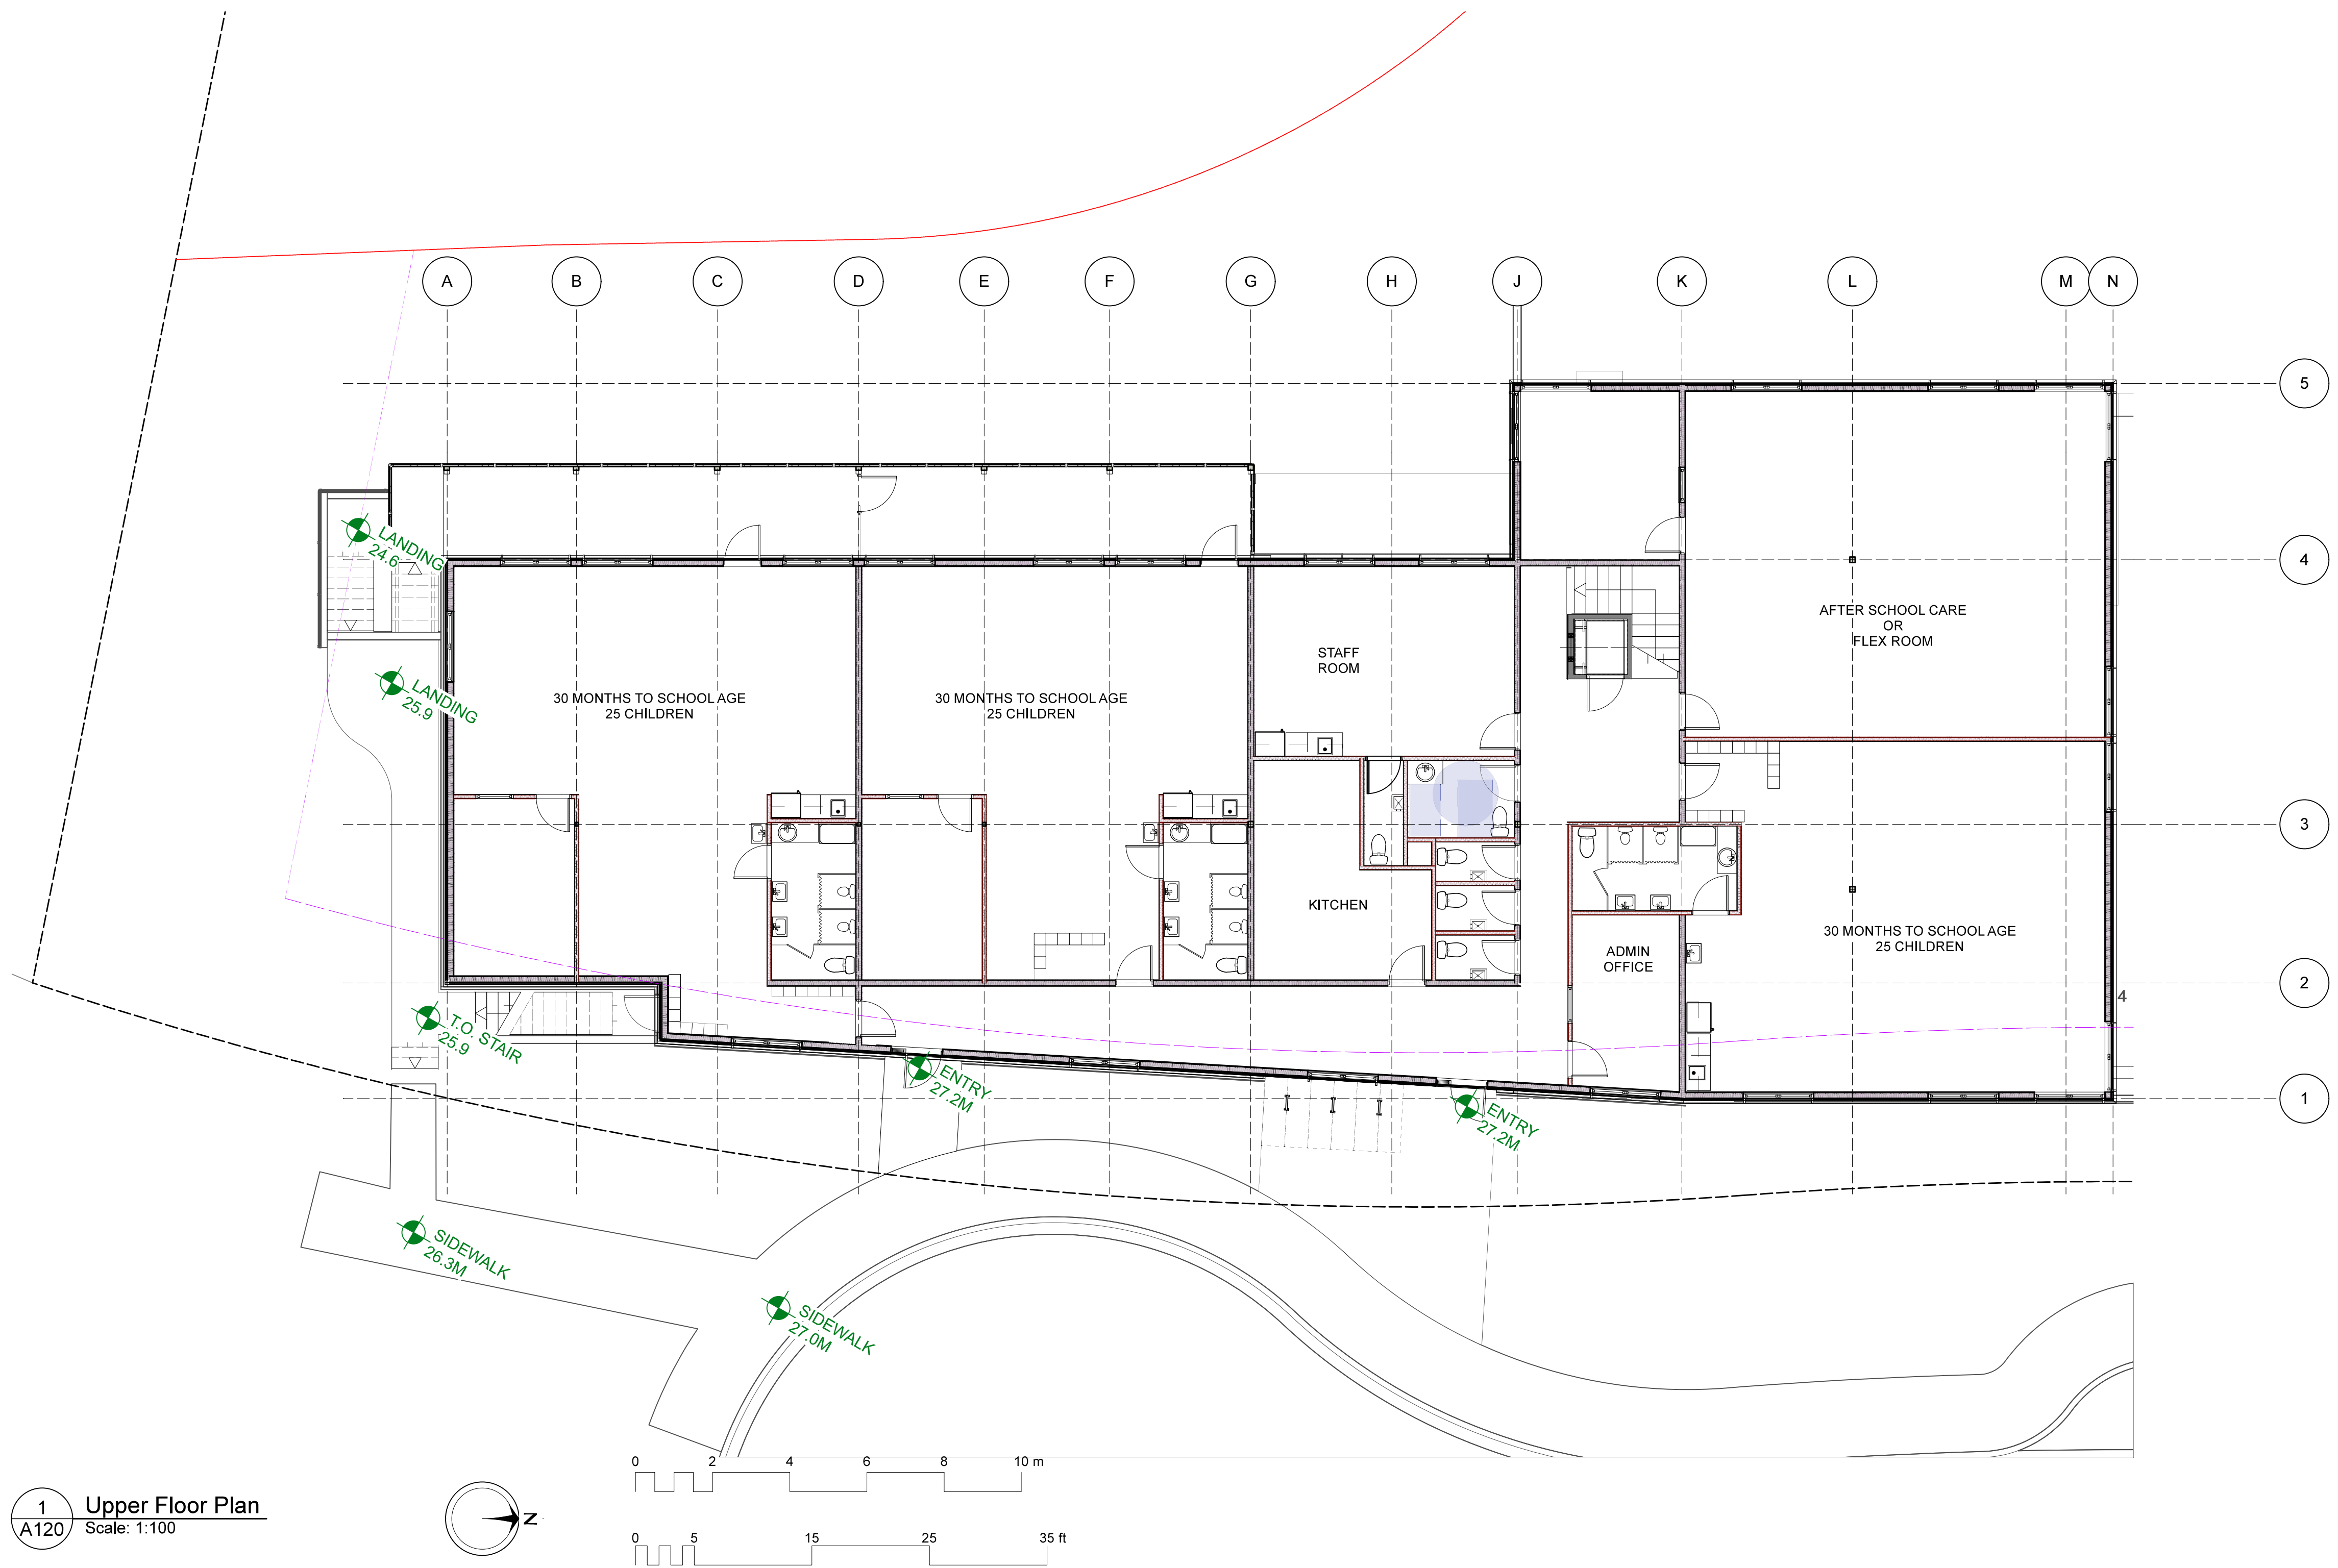 A B C D E F G H J K L M N
5
LANDING
24.6
4
AFTER SCHOOL CARE
OR
FLEX ROOM
STAFF
ROOM
LANDING
25.9
30 MONTHS TO SCHOOL AGE
25 CHILDREN
30 MONTHS TO SCHOOL AGE
25 CHILDREN
3
KITCHEN
ADMIN
OFFICE
30 MONTHS TO SCHOOL AGE
25 CHILDREN
2
4
T.O. STAIR
25.9
ENTRY
27.2M
ENTRY
27.2M
1
SIDEWALK
26.3M
SIDEWALK
27.0M
0 2 4 6 8 10 m
1
A120
Upper Floor Plan
Scale: 1:100
N
0 5 15 25 35 ft